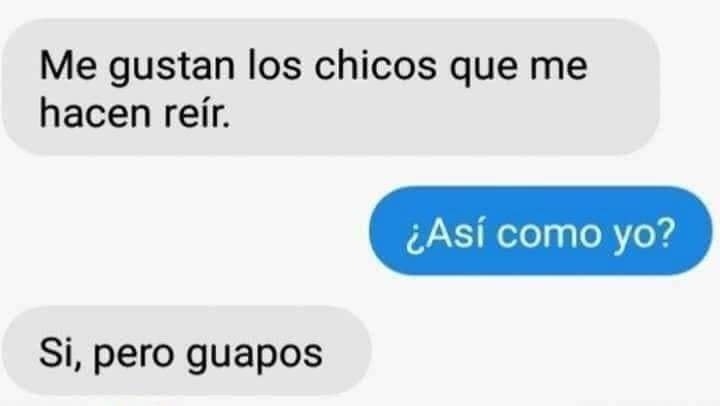 Me gustan los chicos que me
hacen reír.
¿Así como yo?
Si, pero guapos